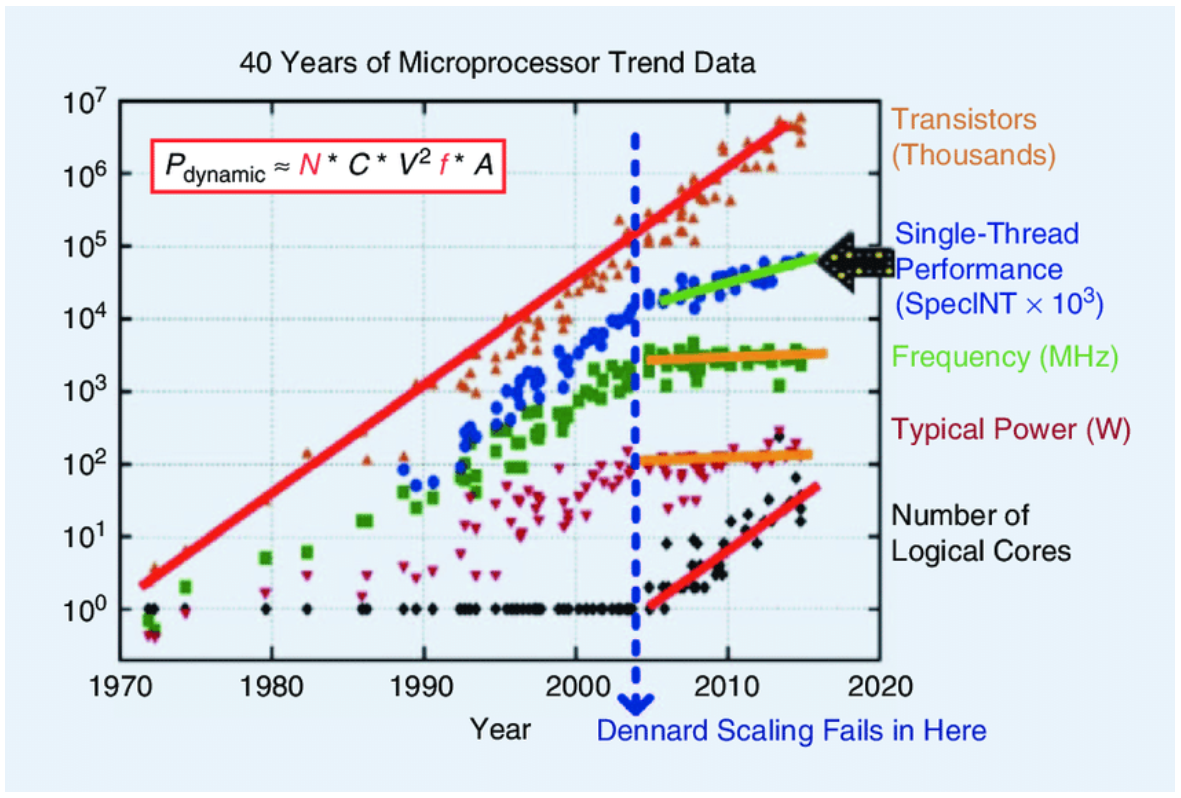 40 Years of Microprocessor Trend Data
10⁷
10⁶
10⁵
10⁴
10³
10²
10¹
10⁰
P_dynamic ≈ N * C * V² f * A
Transistors
(Thousands)
Single-Thread
Performance
(SpecINT × 10³)
Frequency (MHz)
Typical Power (W)
Number of
Logical Cores
1970 1980 1990 2000 2010 2020
Year
Dennard Scaling Fails in Here